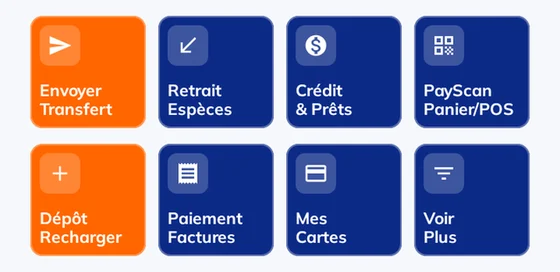 Envoyer
Transfert
Retrait
Espèces
Crédit
& Prêts
PayScan
Panier/POS
Dépôt
Recharger
Paiement
Factures
Mes
Cartes
Voir
Plus